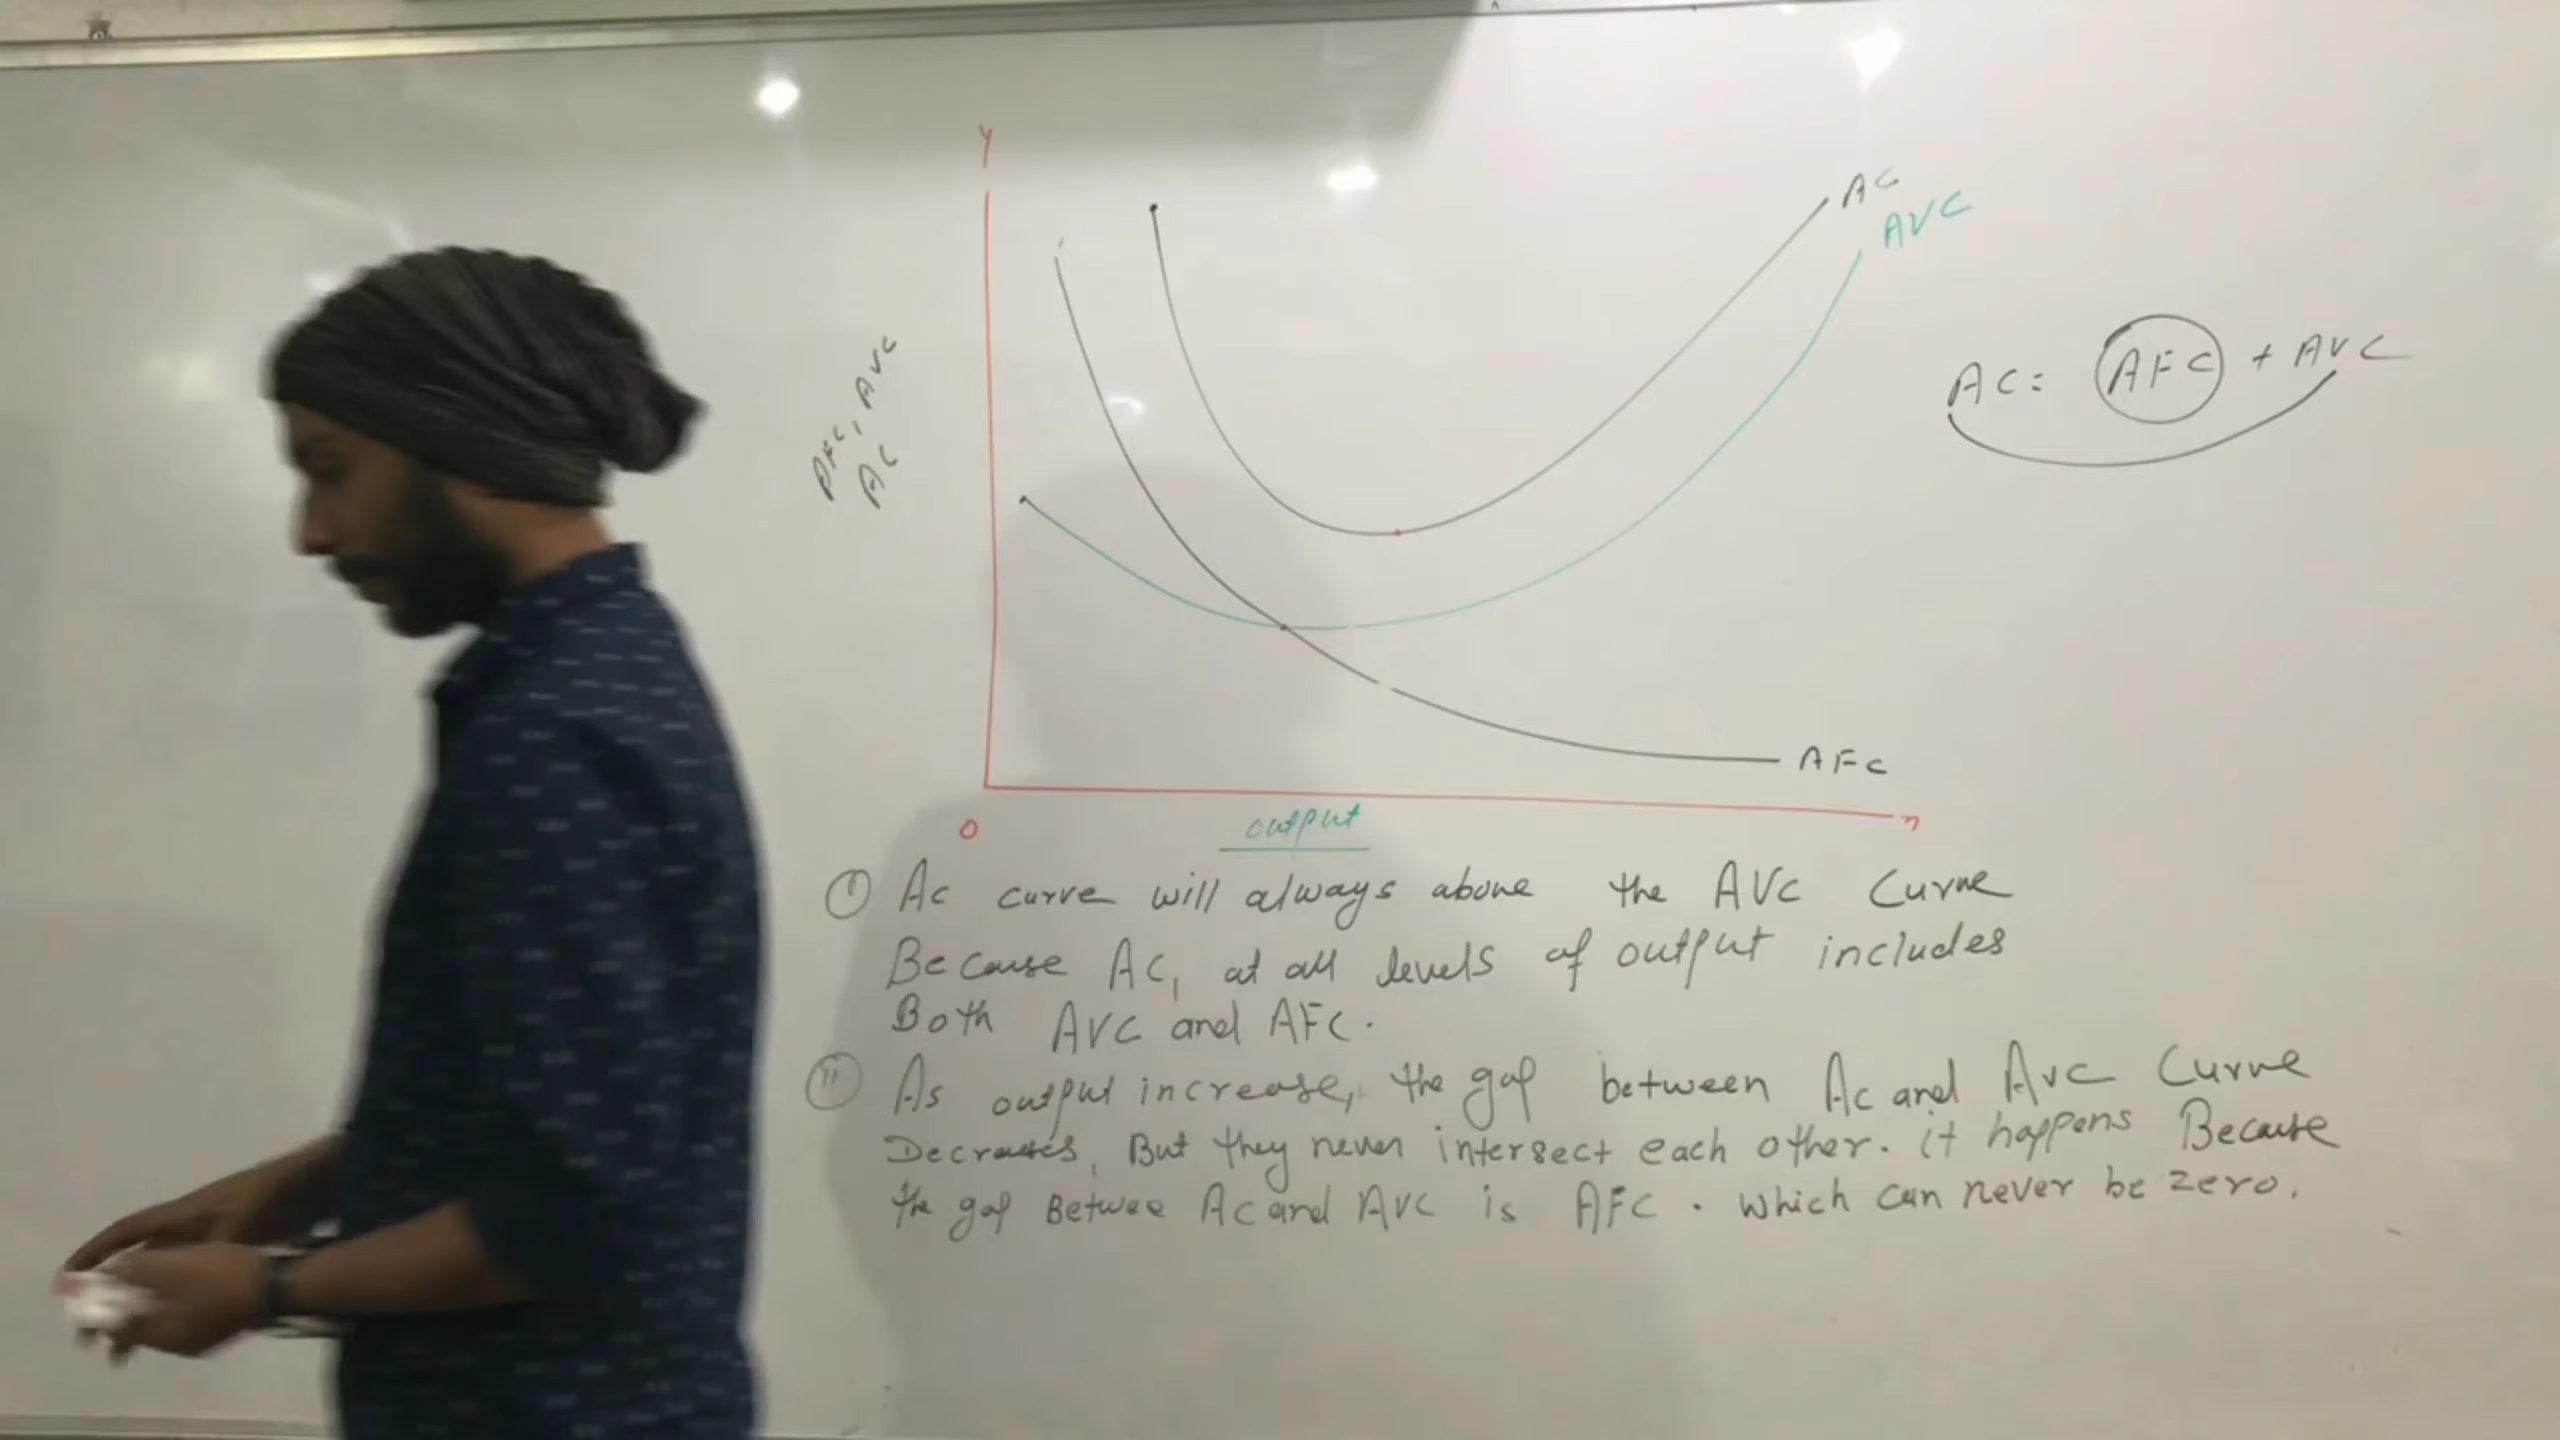 Y
AC
AVC
AFC, AVC
AC
AC = AFC + AVC
AFC
O
output
x
(i) Ac curve will always above the AVC Curve
Because AC, at all levels of output includes
Both AVC and AFC.
(ii) As output increase, the gap between Ac and AVC Curve
Decreases, But they never intersect each other. it happens Because
the gap Betwee AC and AVC is AFC. Which can never be zero.